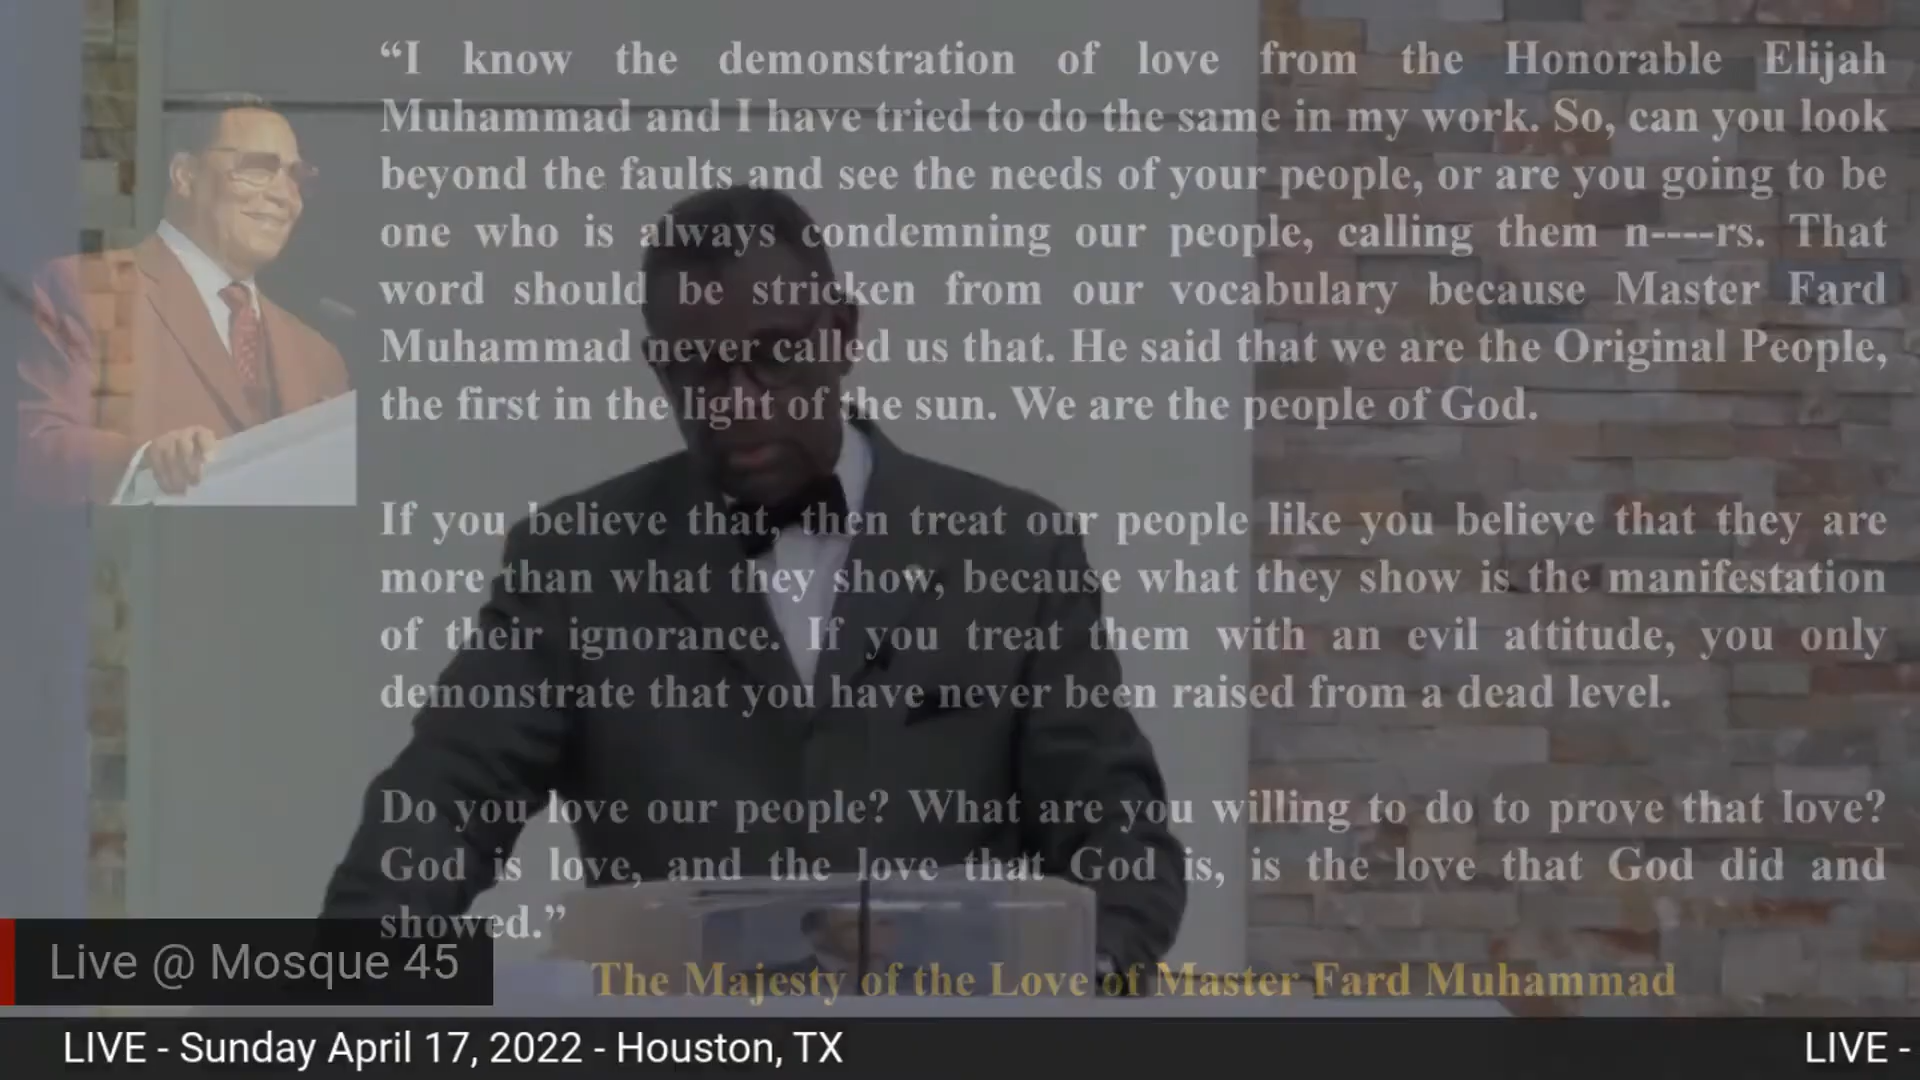 “I know the demonstration of love from the Honorable Elijah
Muhammad and I have tried to do the same in my work. So, can you look
beyond the faults and see the needs of your people, or are you going to be
one who is always condemning our people, calling them n----rs. That
word should be stricken from our vocabulary because Master Fard
Muhammad never called us that. He said that we are the Original People,
the first in the light of the sun. We are the people of God.
If you believe that, then treat our people like you believe that they are
more than what they show, because what they show is the manifestation
of their ignorance. If you treat them with an evil attitude, you only
demonstrate that you have never been raised from a dead level.
Do you love our people? What are you willing to do to prove that love?
God is love, and the love that God is, is the love that God did and
showed.”
Live @ Mosque 45
The Majesty of the Love of Master Fard Muhammad
LIVE - Sunday April 17, 2022 - Houston, TX
LIVE -